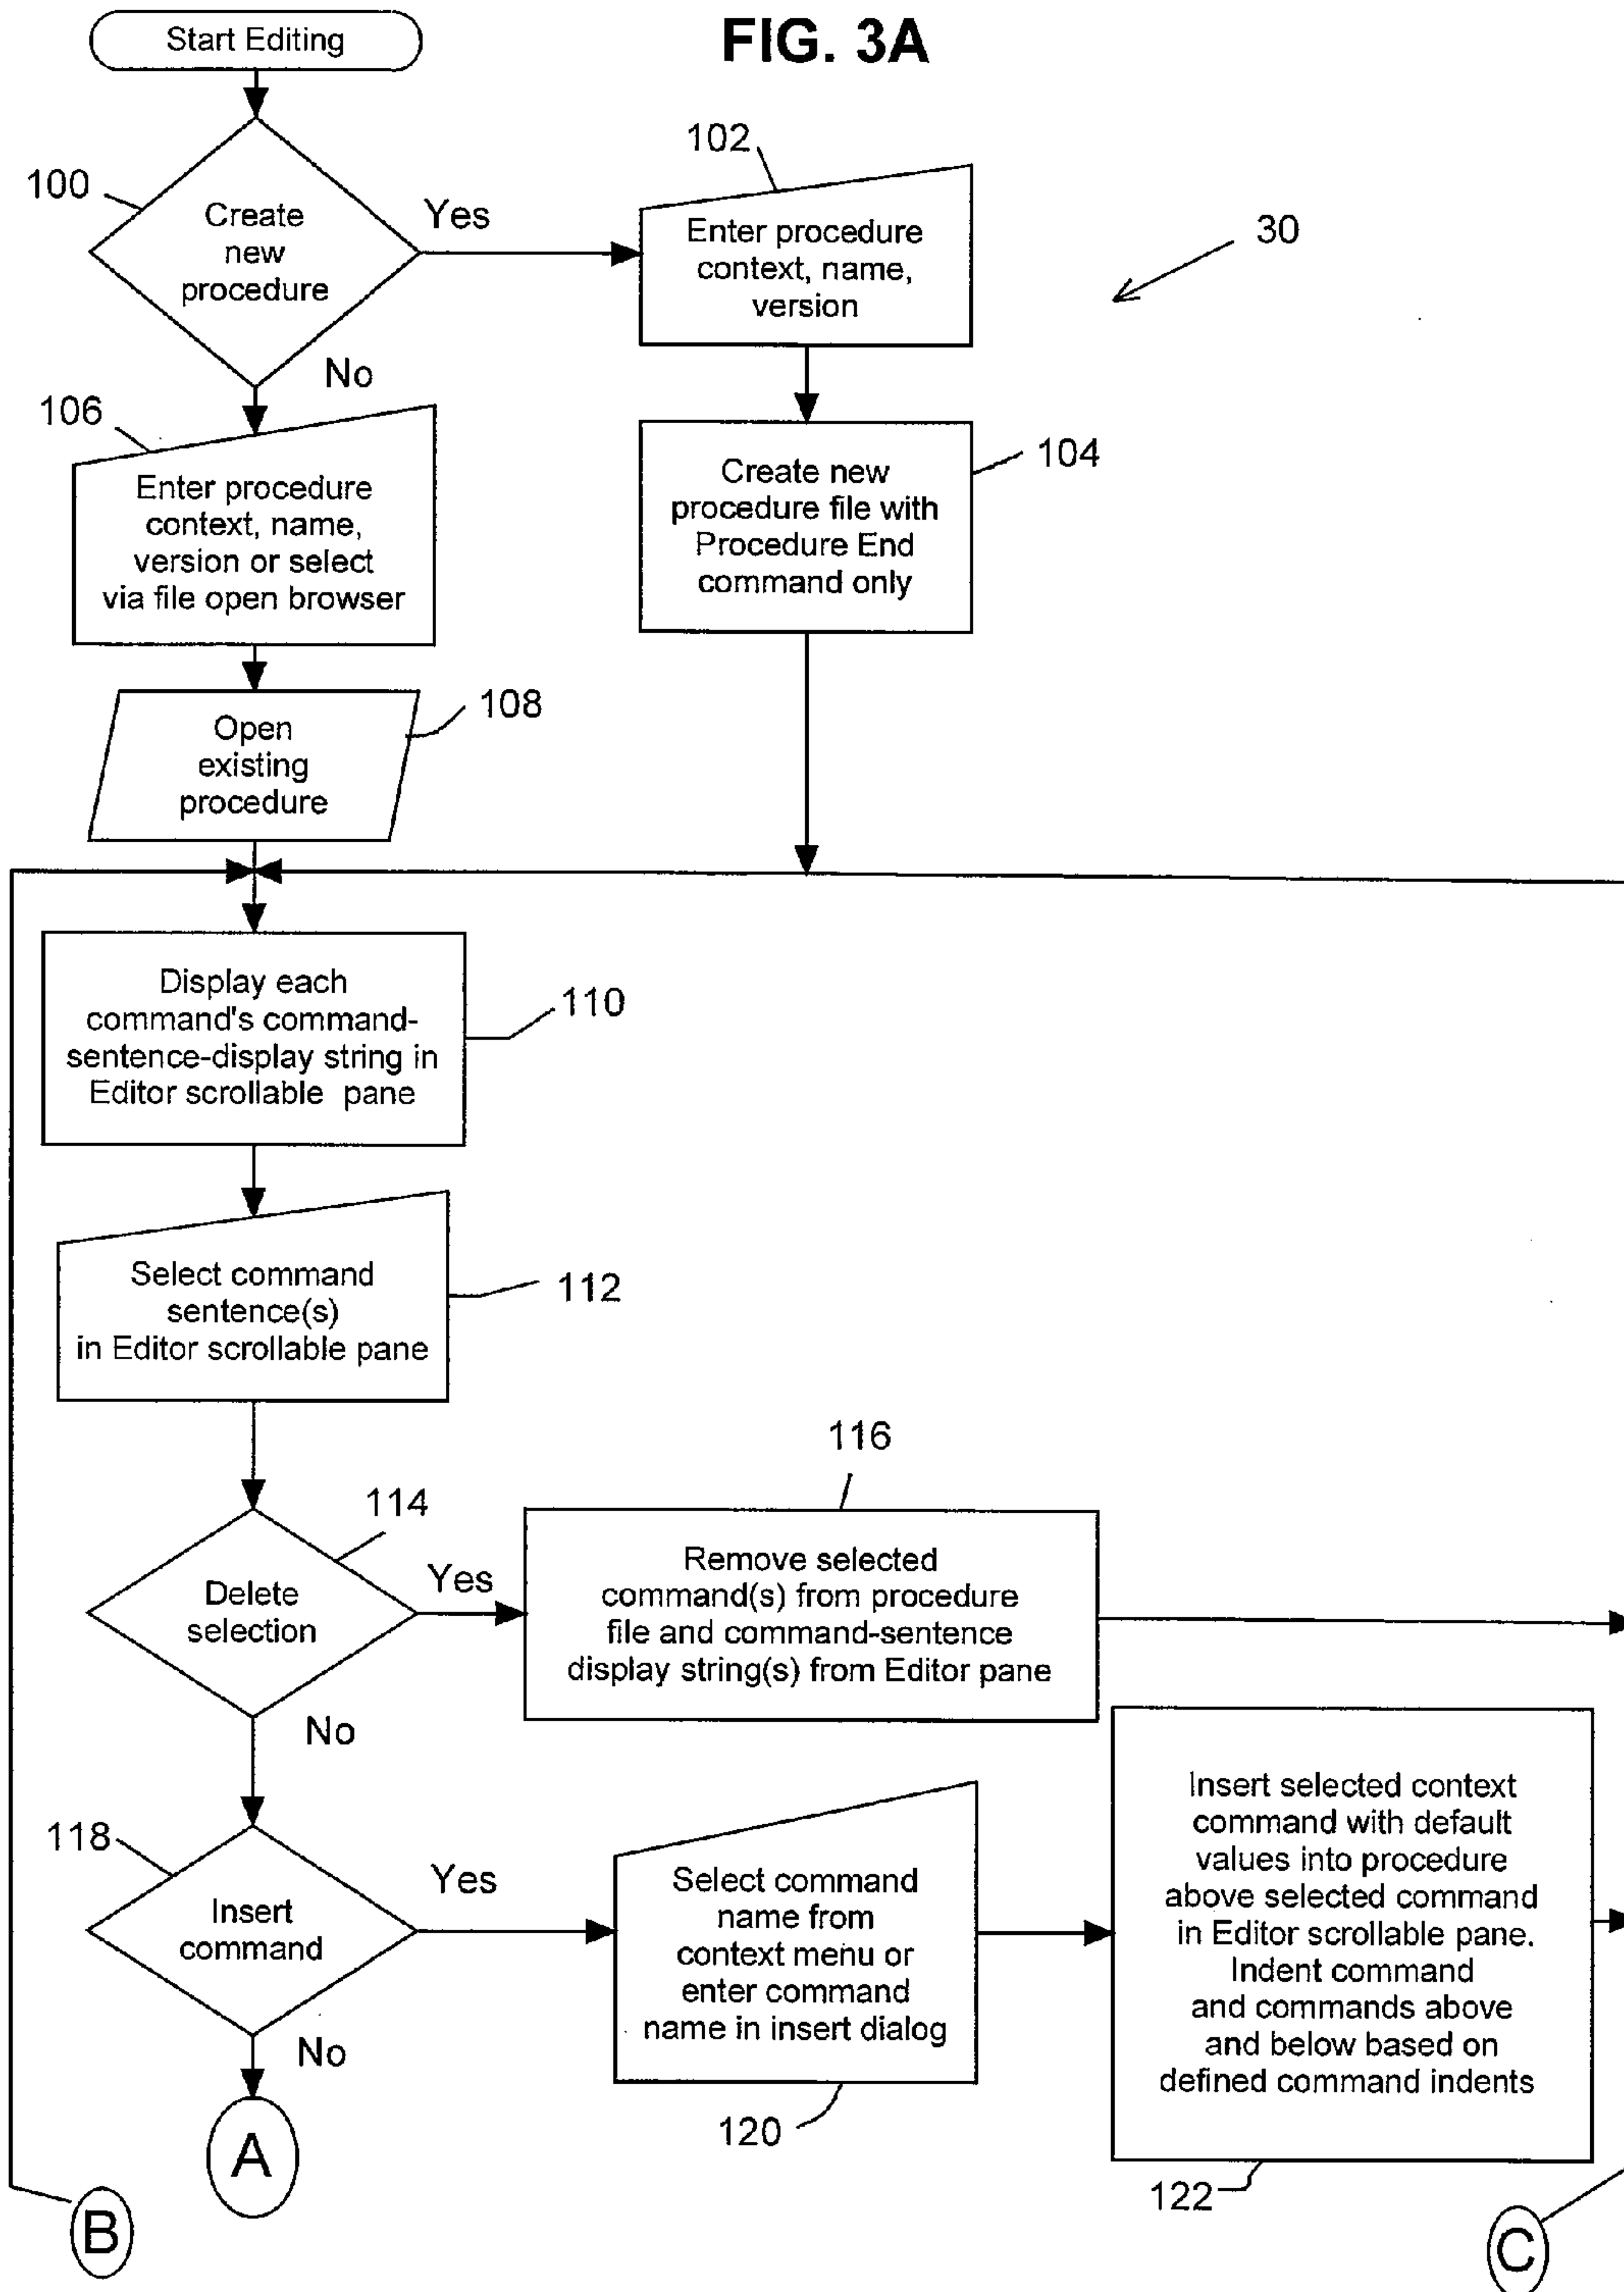 Start Editing
FIG. 3A
100
Create
new
procedure
Yes
102
Enter procedure
context, name,
version
30
No
106
Enter procedure
context, name,
version or select
via file open browser
Create new
procedure file with
Procedure End
command only
104
Open
existing
procedure
108
Display each
command's command-
sentence-display string in
Editor scrollable pane
110
Select command
sentence(s)
in Editor scrollable pane
112
114
Delete
selection
Yes
116
Remove selected
command(s) from procedure
file and command-sentence
display string(s) from Editor pane
No
118
Insert
command
Yes
Select command
name from
context menu or
enter command
name in insert dialog
120
Insert selected context
command with default
values into procedure
above selected command
in Editor scrollable pane.
Indent command
and commands above
and below based on
defined command indents
122
No
A
B
C